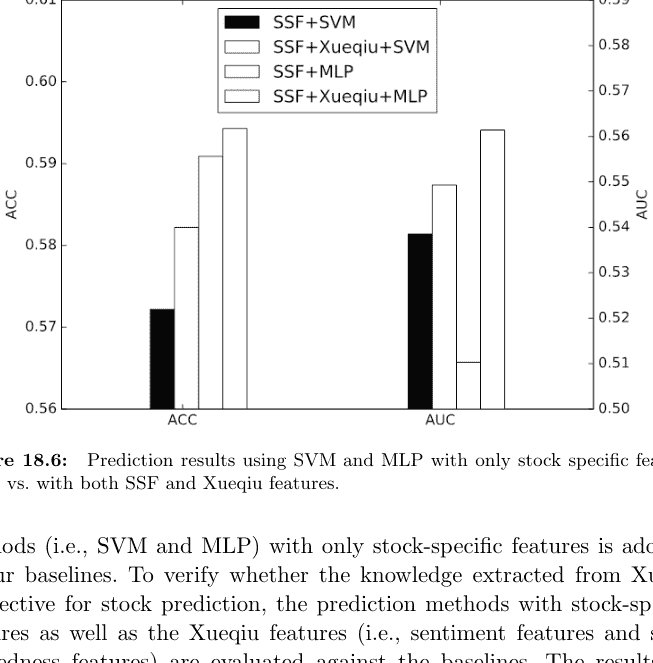 0.61
0.59
SSF+SVM
SSF+Xueqiu+SVM
SSF+MLP
SSF+Xueqiu+MLP
0.60
0.59
0.58
0.57
0.56
ACC
0.58
0.57
0.56
0.55
0.54
0.53
0.52
0.51
0.50
AUC
ACC
AUC
re 18.6: Prediction results using SVM and MLP with only stock specific fea
vs. with both SSF and Xueqiu features.
ods (i.e., SVM and MLP) with only stock-specific features is ado
ur baselines. To verify whether the knowledge extracted from Xu
ective for stock prediction, the prediction methods with stock-sp
res as well as the Xueqiu features (i.e., sentiment features and s
edness features) are evaluated against the baselines. The results